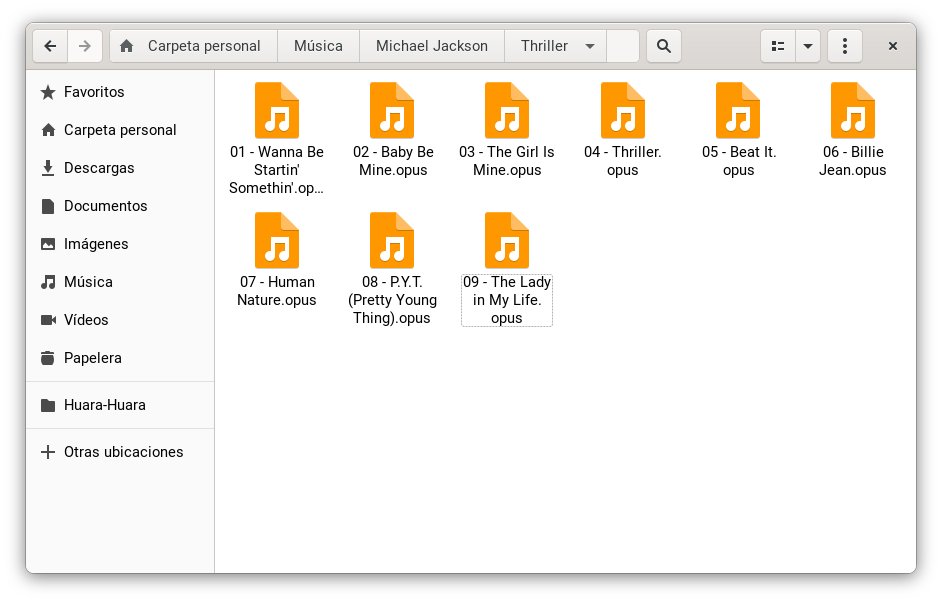 Carpeta personal
Música
Michael Jackson
Thriller
Favoritos
Carpeta personal
Descargas
Documentos
Imágenes
Música
Vídeos
Papelera
Huara-Huara
Otras ubicaciones
01 - Wanna Be
Startin'
Somethin'.op...
02 - Baby Be
Mine.opus
03 - The Girl Is
Mine.opus
04 - Thriller.
opus
05 - Beat It.
opus
06 - Billie
Jean.opus
07 - Human
Nature.opus
08 - P.Y.T.
(Pretty Young
Thing).opus
09 - The Lady
in My Life.
opus